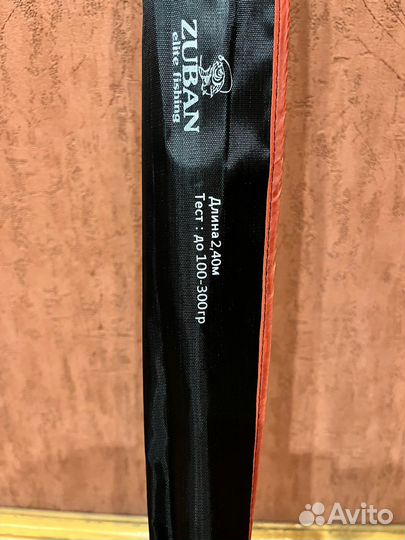 ZUBAN
elite fishing
Длина 2,40м
Тест : до 100-300гр
Avito